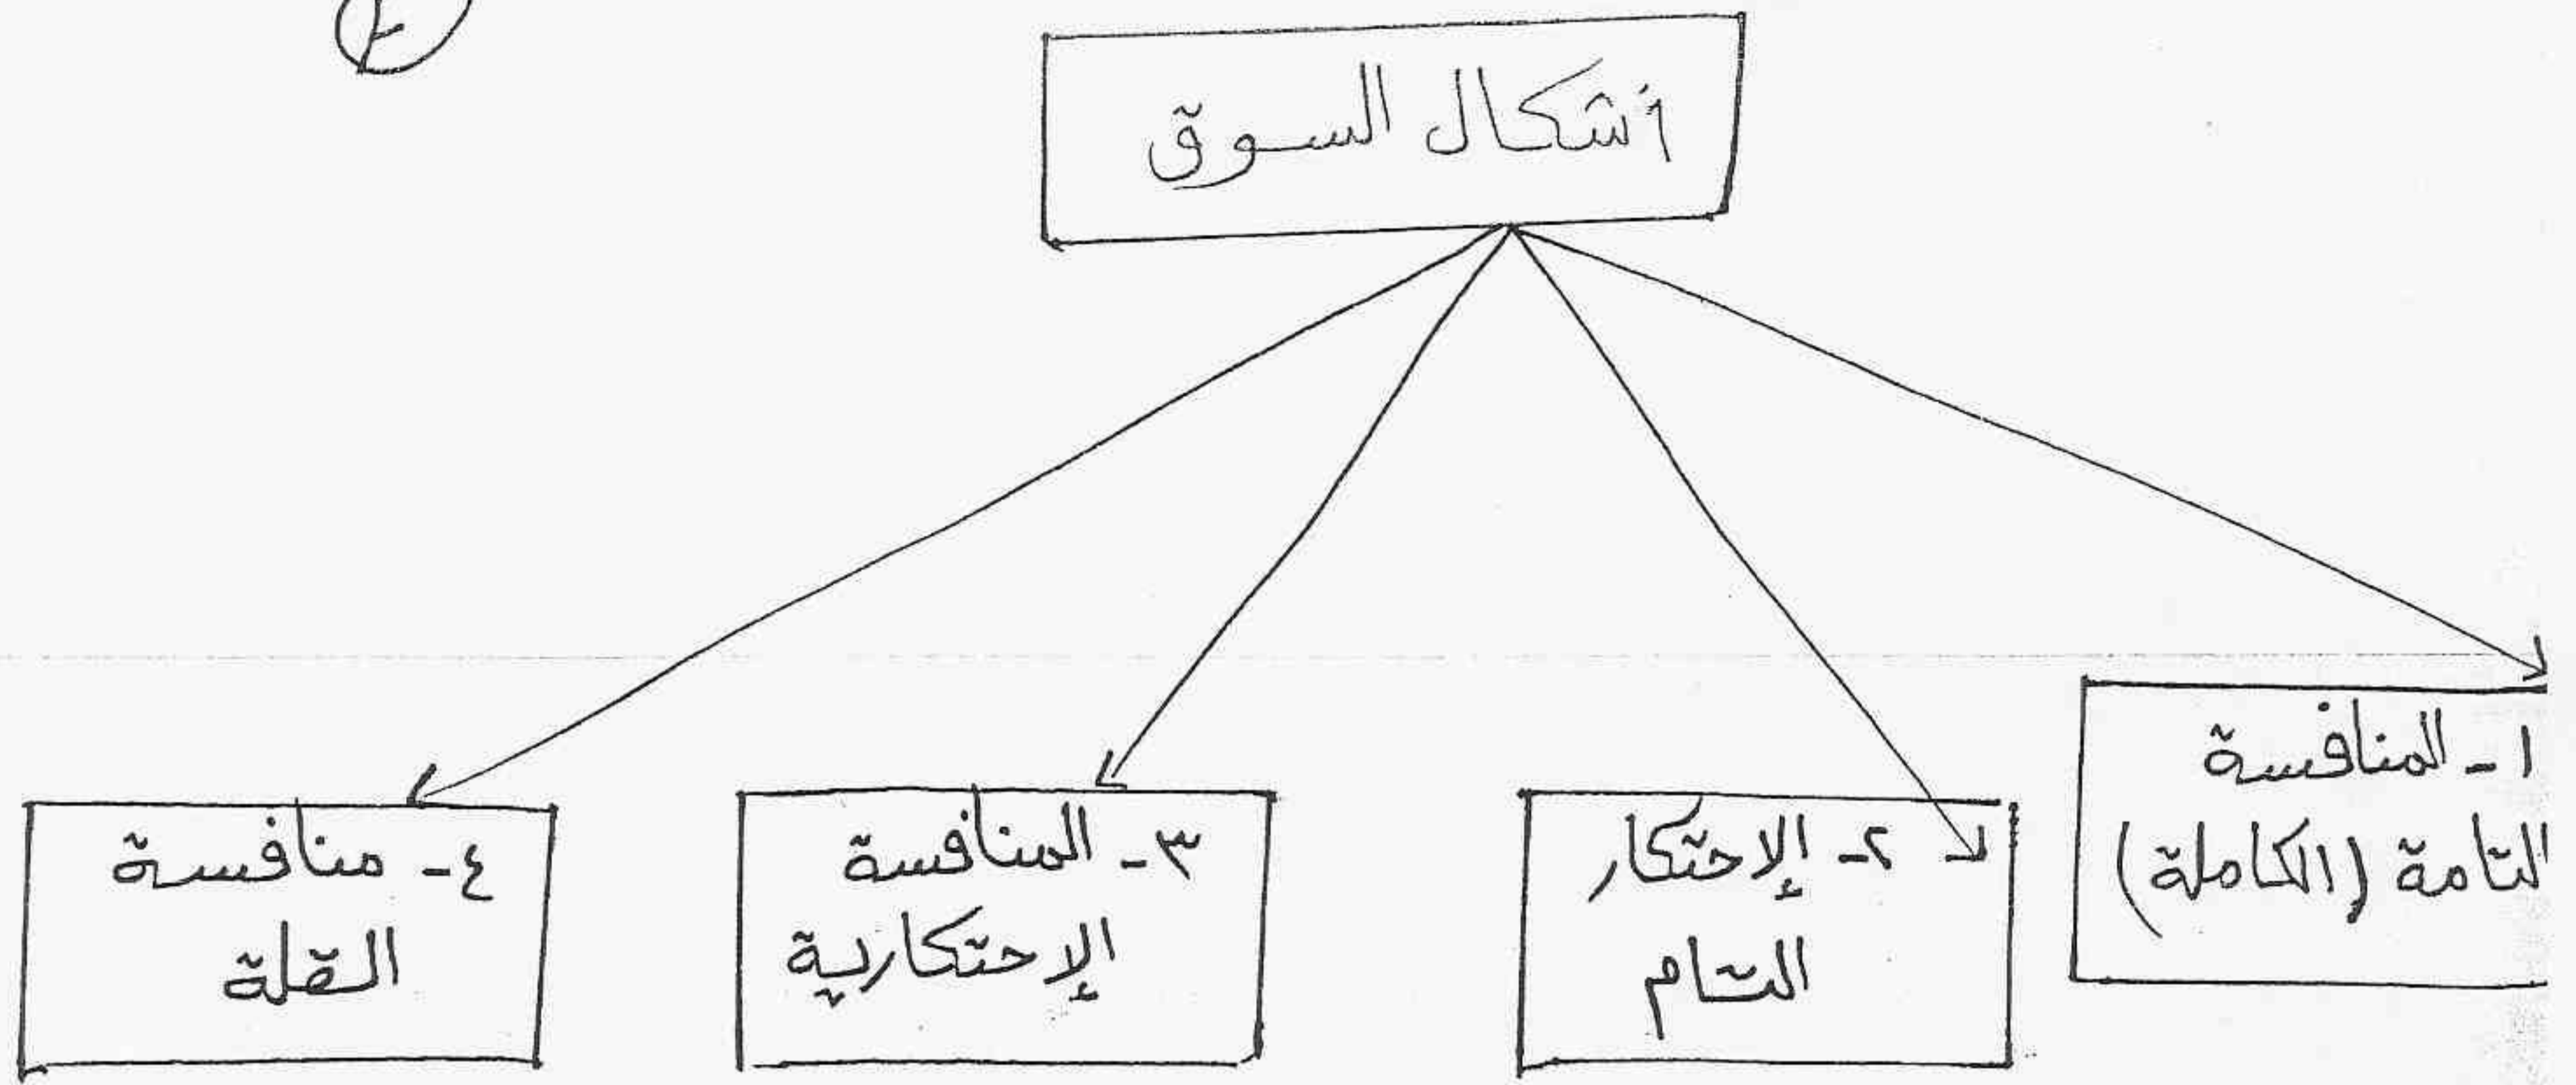 أشكال السوق
١- المنافسة
التامة (الكاملة)
٢- الإحتكار
التام
٣- المنافسة
الإحتكارية
٤- منافسة
القلة